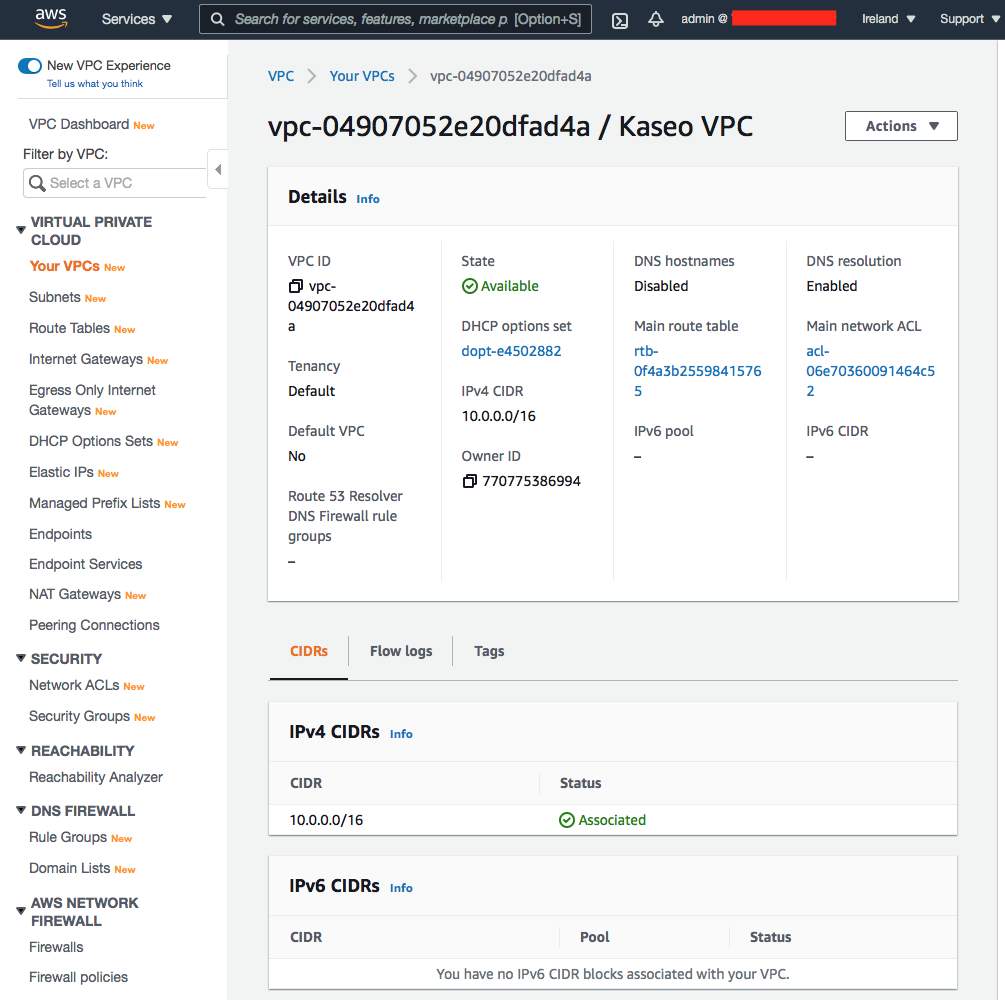 aws
Services ▼
Search for services, features, marketplace p [Option+S]
admin @
Ireland ▼
Support ▼
New VPC Experience
Tell us what you think
VPC Dashboard New
Filter by VPC:
Select a VPC
VIRTUAL PRIVATE
CLOUD
Your VPCs New
Subnets New
Route Tables New
Internet Gateways New
Egress Only Internet
Gateways New
DHCP Options Sets New
Elastic IPs New
Managed Prefix Lists New
Endpoints
Endpoint Services
NAT Gateways New
Peering Connections
SECURITY
Network ACLs New
Security Groups New
REACHABILITY
Reachability Analyzer
DNS FIREWALL
Rule Groups New
Domain Lists New
AWS NETWORK
FIREWALL
Firewalls
Firewall policies
VPC > Your VPCs > vpc-04907052e20dfad4a
vpc-04907052e20dfad4a / Kaseo VPC
Actions ▼
Details Info
VPC ID
vpc-
04907052e20dfad4
a
Tenancy
Default
Default VPC
No
Route 53 Resolver
DNS Firewall rule
groups
–
State
Available
DHCP options set
dopt-e4502882
IPv4 CIDR
10.0.0.0/16
Owner ID
770775386994
DNS hostnames
Disabled
Main route table
rtb-
0f4a3b2559841576
5
IPv6 pool
–
DNS resolution
Enabled
Main network ACL
acl-
06e70360091464c5
2
IPv6 CIDR
–
CIDRs
Flow logs
Tags
IPv4 CIDRs Info
CIDR Status
10.0.0.0/16 Associated
IPv6 CIDRs Info
CIDR Pool Status
You have no IPv6 CIDR blocks associated with your VPC.